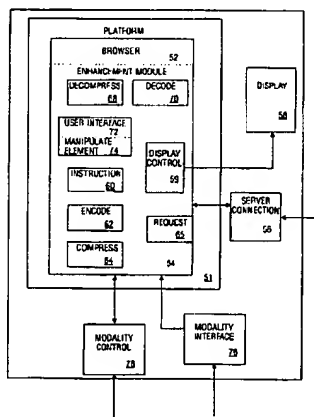 PLATFORM
BROWSER 52
ENHANCEMENT MODULE
DECOMPRESS
68
DECODE
70
USER INTERFACE
72
MANIPULATE
ELEMENT 74
INSTRUCTION
60
ENCODE
62
COMPRESS
64
DISPLAY
CONTROL
59
REQUEST
65
54
51
DISPLAY
58
SERVER
CONNECTION
56
MODALITY
CONTROL
78
MODALITY
INTERFACE
76